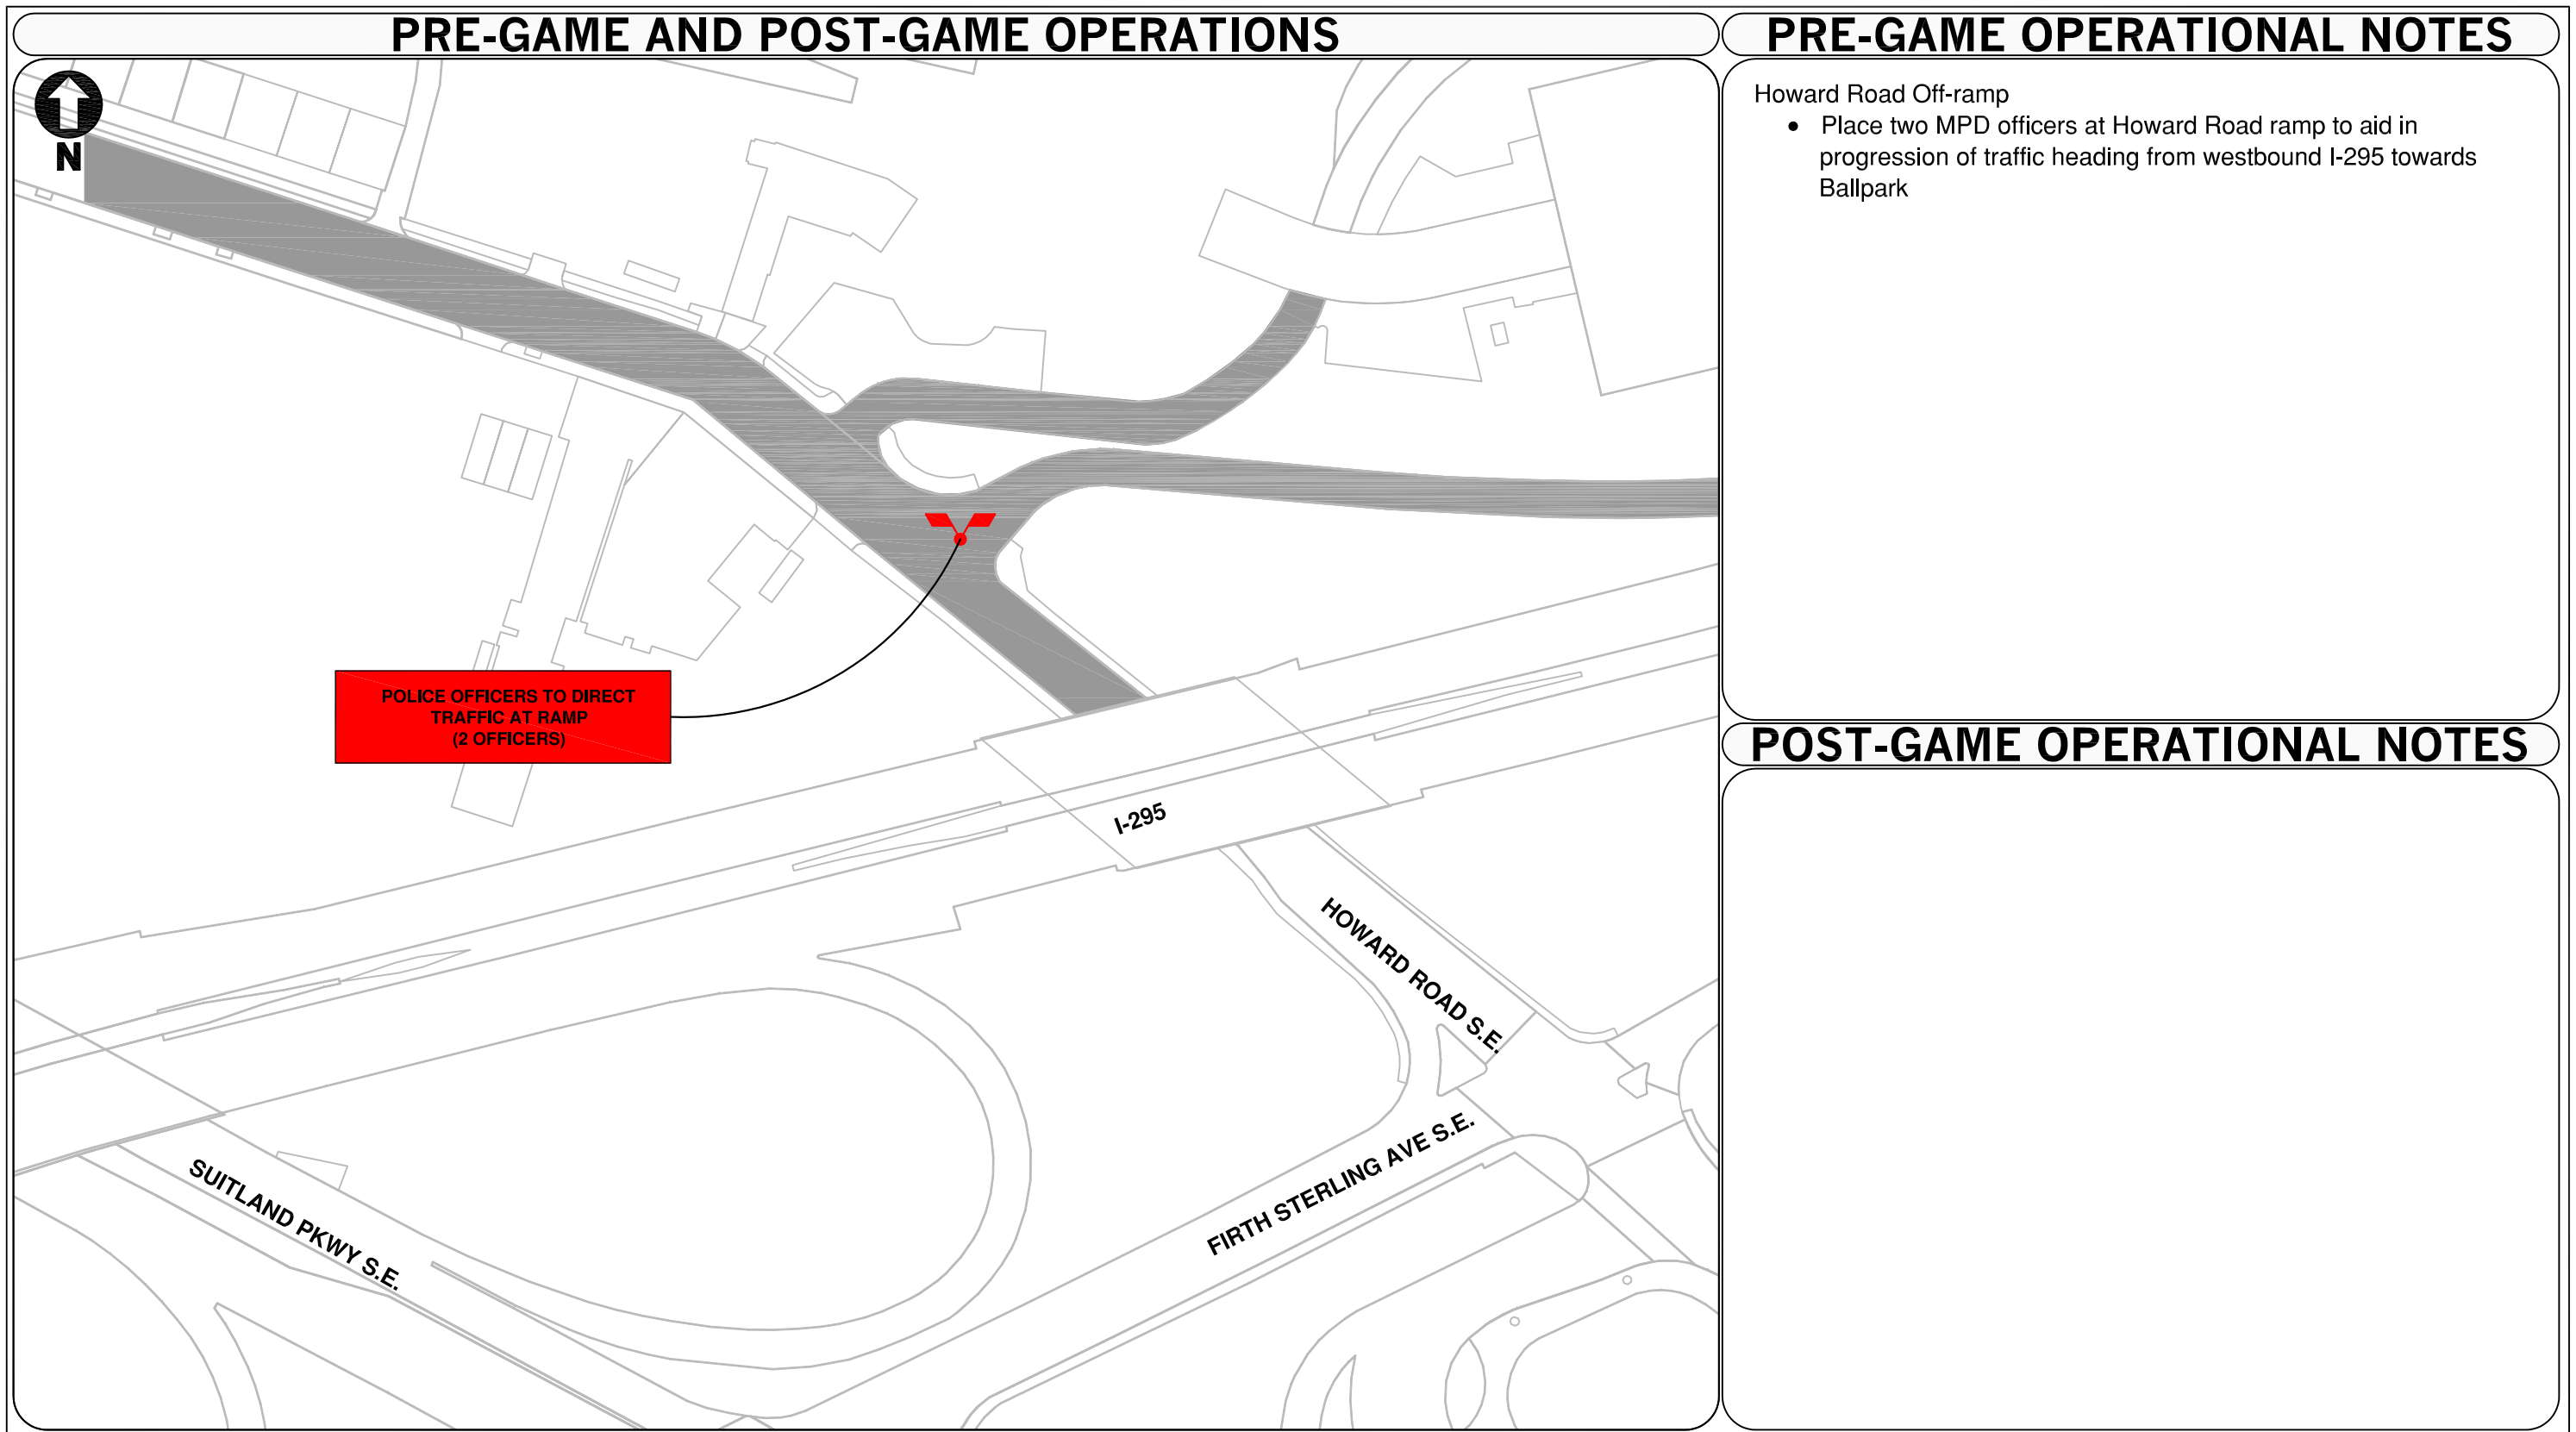 PRE-GAME AND POST-GAME OPERATIONS
PRE-GAME OPERATIONAL NOTES
N
Howard Road Off-ramp
• Place two MPD officers at Howard Road ramp to aid in
progression of traffic heading from westbound I-295 towards
Ballpark
POLICE OFFICERS TO DIRECT
TRAFFIC AT RAMP
(2 OFFICERS)
POST-GAME OPERATIONAL NOTES
I-295
HOWARD ROAD S.E.
FIRTH STERLING AVE S.E.
SUITLAND PKWY S.E.